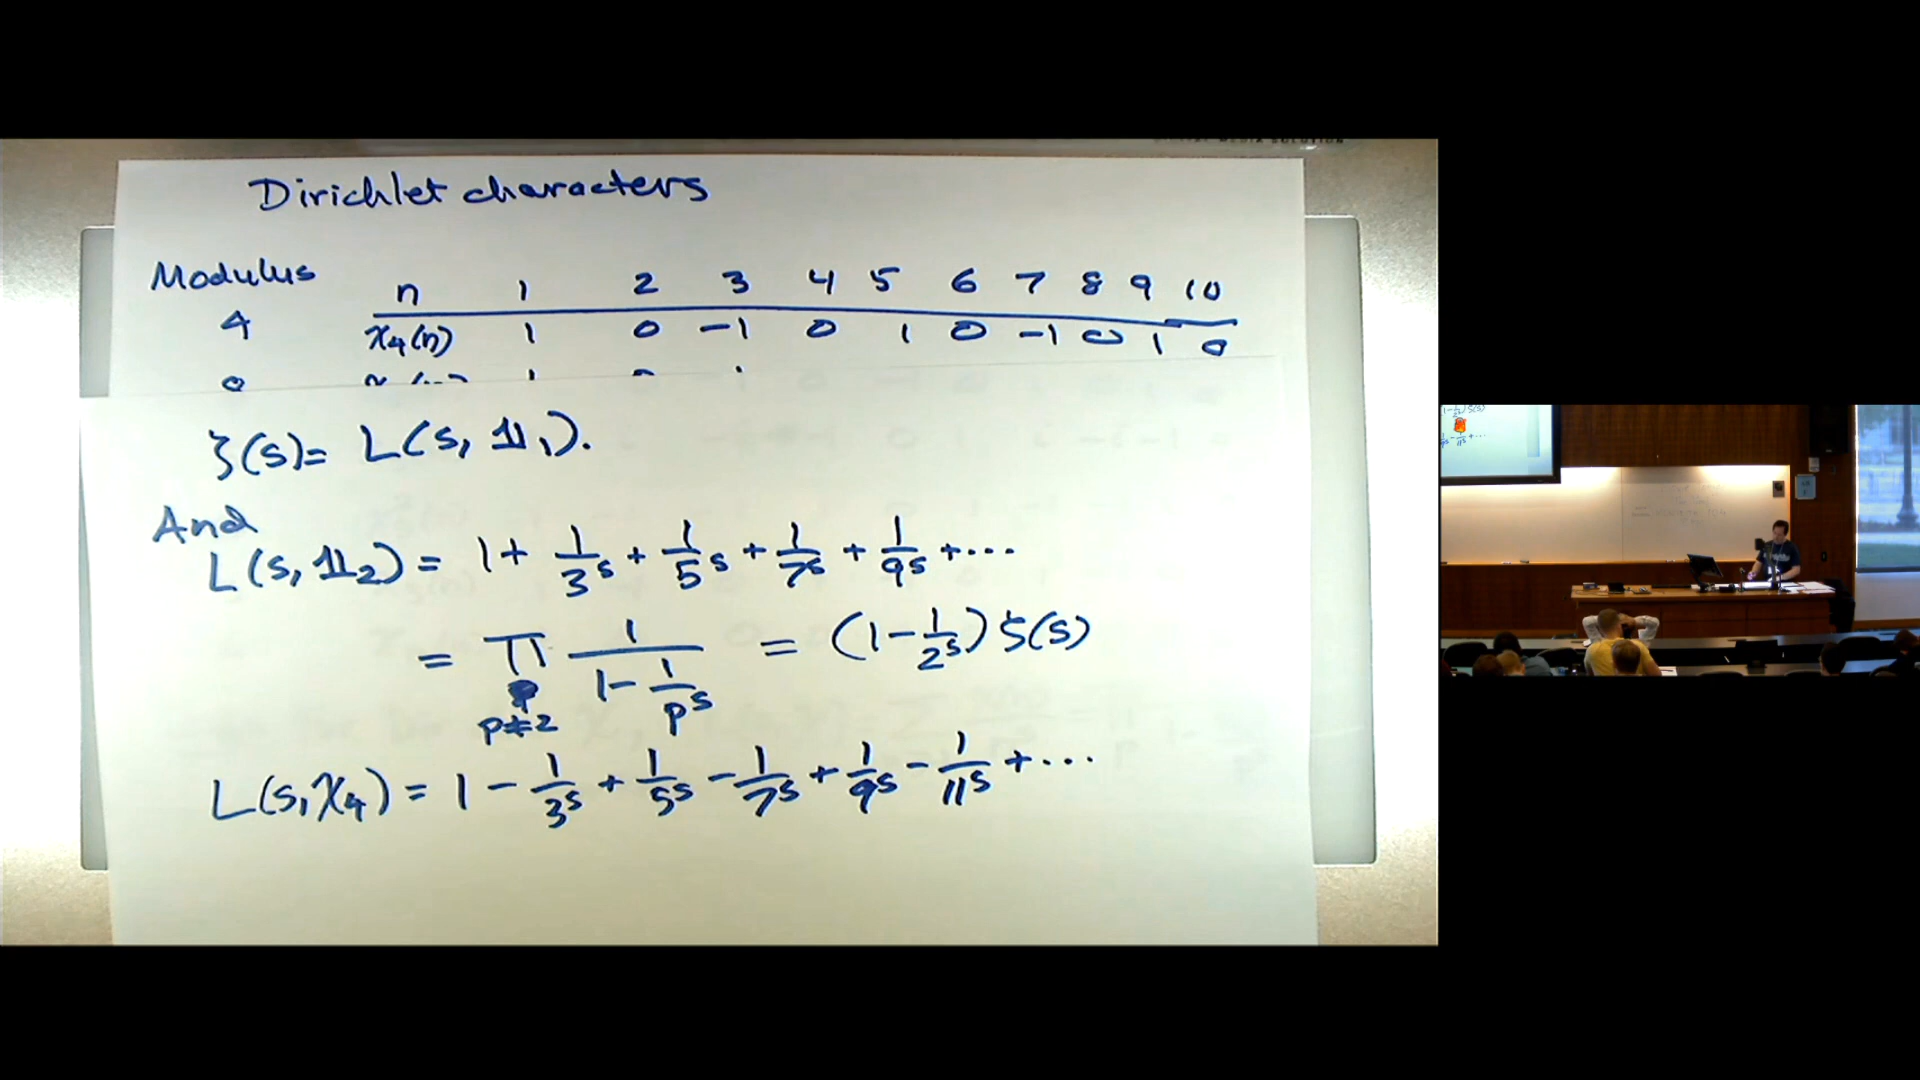 Dirichlet characters
Modulus
n 1 2 3 4 5 6 7 8 9 10
4 χ₄(n) 1 0 -1 0 1 0 -1 0 1 0
ζ(s) = L(s, 𝟙₁).
And
L(s, 𝟙₂) = 1 + 1/3^s + 1/5^s + 1/7^s + 1/9^s + ...
= ∏_{p, p≠2} 1/(1 - 1/p^s) = (1 - 1/2^s) ζ(s)
L(s, χ₄) = 1 - 1/3^s + 1/5^s - 1/7^s + 1/9^s - 1/11^s + ...